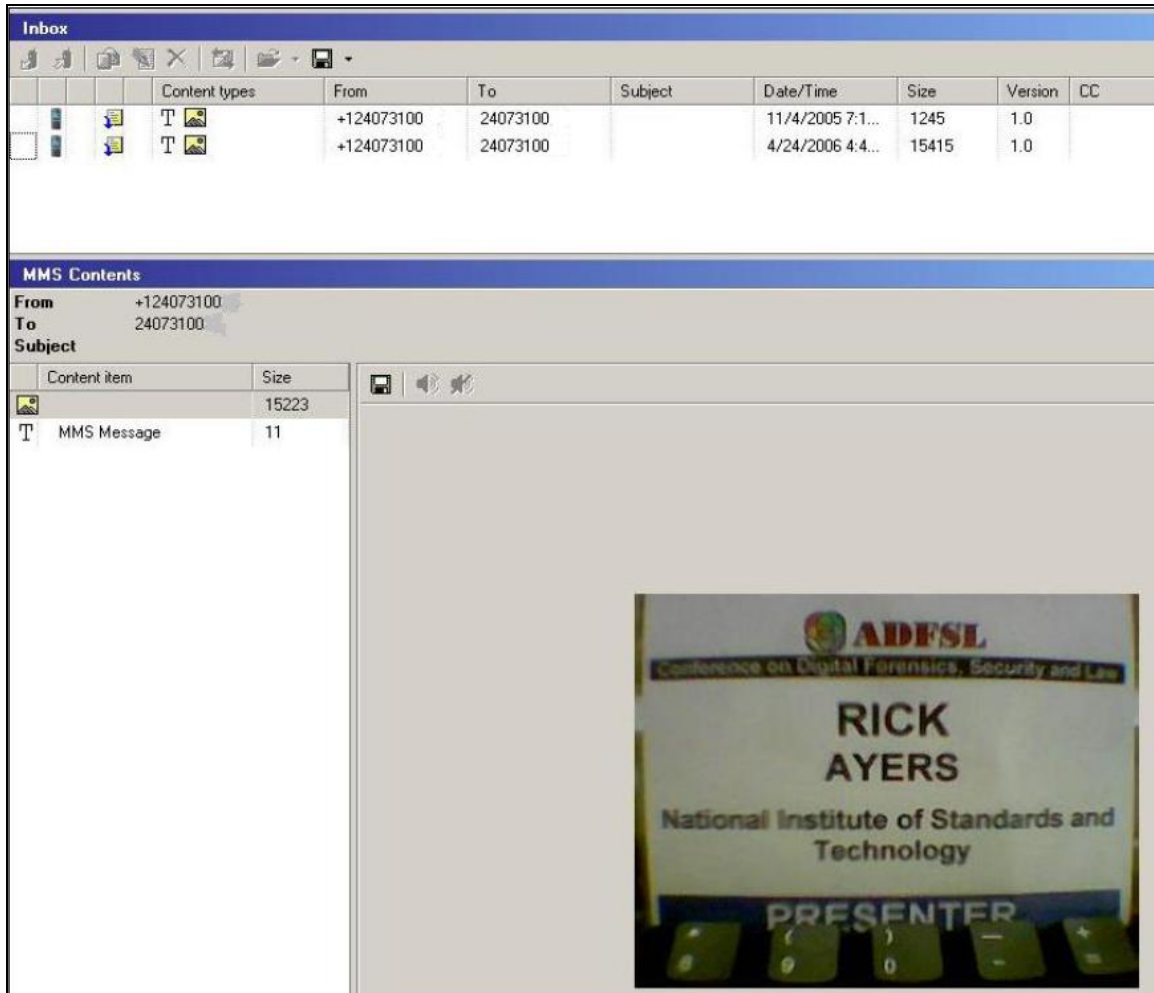 Inbox
Content types From To Subject Date/Time Size Version CC
T +124073100 24073100 11/4/2005 7:1... 1245 1.0
T +124073100 24073100 4/24/2006 4:4... 15415 1.0
MMS Contents
From +124073100
To 24073100
Subject
Content item Size
15223
T MMS Message 11
ADFSL
Conference on Digital Forensics, Security and Law
RICK
AYERS
National Institute of Standards and
Technology
PRESENTER
* ( ) — +
8 9 0 - =